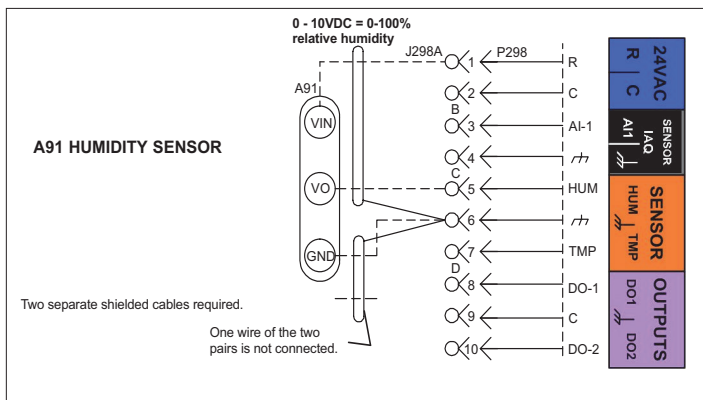 0 - 10VDC = 0-100%
relative humidity
J298A
P298
A91
A91 HUMIDITY SENSOR
VIN
VO
GND
1
R
2
C
B
3
AI-1
4
C
5
HUM
6
7
TMP
D
8
DO-1
9
C
10
DO-2
Two separate shielded cables required.
One wire of the two
pairs is not connected.
24VAC
R
C
SENSOR
IAQ
AI1
SENSOR
HUM
TMP
OUTPUTS
DO1
DO2